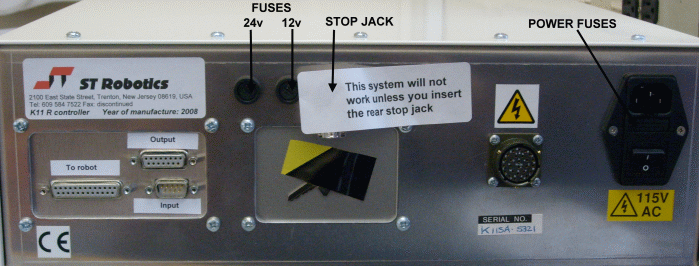 FUSES
24v 12v
STOP JACK
POWER FUSES
ST Robotics
2100 East State Street, Trenton, New Jersey 08619, USA
Tel: 609 584 7522 Fax: discontinued
K11 R controller Year of manufacture: 2008
This system will not
work unless you insert
the rear stop jack
Output
To robot
Input
CE
SERIAL NO.
K11SA-5321
115V
AC